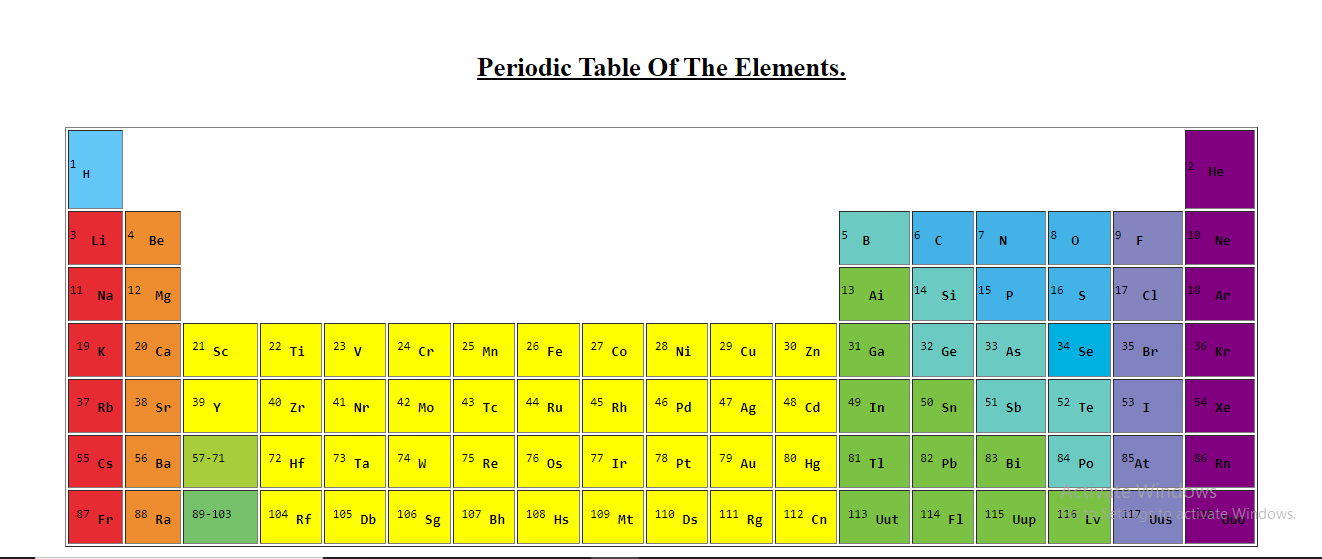 Periodic Table Of The Elements.
1 H 2 He
3 Li 4 Be 5 B 6 C 7 N 8 O 9 F 10 Ne
11 Na 12 Mg 13 Ai 14 Si 15 P 16 S 17 Cl 18 Ar
19 K 20 Ca 21 Sc 22 Ti 23 V 24 Cr 25 Mn 26 Fe 27 Co 28 Ni 29 Cu 30 Zn 31 Ga 32 Ge 33 As 34 Se 35 Br 36 Kr
37 Rb 38 Sr 39 Y 40 Zr 41 Nr 42 Mo 43 Tc 44 Ru 45 Rh 46 Pd 47 Ag 48 Cd 49 In 50 Sn 51 Sb 52 Te 53 I 54 Xe
55 Cs 56 Ba 57-71 72 Hf 73 Ta 74 W 75 Re 76 Os 77 Ir 78 Pt 79 Au 80 Hg 81 Tl 82 Pb 83 Bi 84 Po 85 At 86 Rn
87 Fr 88 Ra 89-103 104 Rf 105 Db 106 Sg 107 Bh 108 Hs 109 Mt 110 Ds 111 Rg 112 Cn 113 Uut 114 Fl 115 Uup 116 Lv 117 Uus
Activate Windows
to activate Windows.